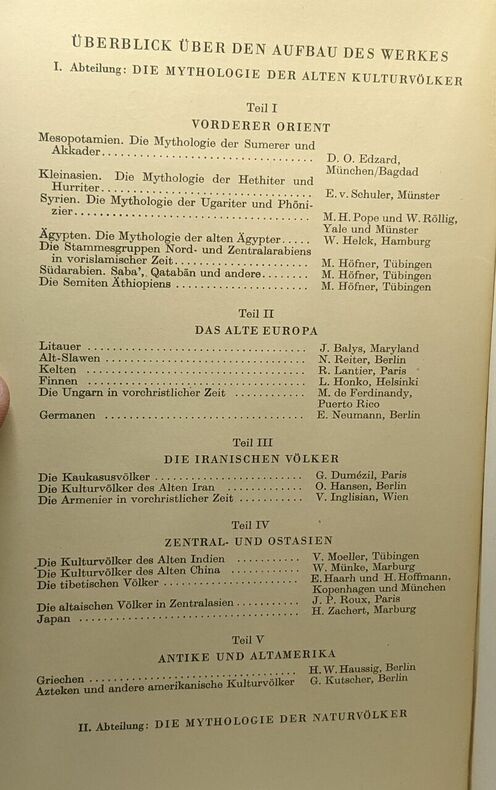 ÜBERBLICK ÜBER DEN AUFBAU DES WERKES
I. Abteilung: DIE MYTHOLOGIE DER ALTEN KULTURVÖLKER
Teil I
VORDERER ORIENT
Mesopotamien. Die Mythologie der Sumerer und
Akkader........................................ D. O. Edzard,
München/Bagdad
Kleinasien. Die Mythologie der Hethiter und
Hurriter........................................ E. v. Schuler, Münster
Syrien. Die Mythologie der Ugariter und Phöni-
zier........................................ M. H. Pope und W. Röllig,
Yale und Münster
Ägypten. Die Mythologie der alten Ägypter..... W. Helck, Hamburg
Die Stammesgruppen Nord- und Zentralarabiens
in vorislamischer Zeit........................ M. Höfner, Tübingen
Südarabien. Saba', Qatabān und andere........ M. Höfner, Tübingen
Die Semiten Äthiopiens ...................... M. Höfner, Tübingen
Teil II
DAS ALTE EUROPA
Litauer ........................................ J. Balys, Maryland
Alt-Slawen .................................... N. Reiter, Berlin
Kelten ........................................ R. Lantier, Paris
Finnen ........................................ L. Honko, Helsinki
Die Ungarn in vorchristlicher Zeit ............ M. de Ferdinandy,
Puerto Rico
Germanen .................................... E. Neumann, Berlin
Teil III
DIE IRANISCHEN VÖLKER
Die Kaukasusvölker ............................ G. Dumézil, Paris
Die Kulturvölker des Alten Iran .............. O. Hansen, Berlin
Die Armenier in vorchristlicher Zeit ............ V. Inglisian, Wien
Teil IV
ZENTRAL- UND OSTASIEN
Die Kulturvölker des Alten Indien ............ V. Moeller, Tübingen
Die Kulturvölker des Alten China .............. W. Münke, Marburg
Die tibetischen Völker ........................ E. Haarh und H. Hoffmann,
Kopenhagen und München
Die altaischen Völker in Zentralasien........... J. P. Roux, Paris
Japan ........................................ H. Zachert, Marburg
Teil V
ANTIKE UND ALTAMERIKA
Griechen ...................................... H. W. Haussig, Berlin
Azteken und andere amerikanische Kulturvölker G. Kutscher, Berlin
II. Abteilung: DIE MYTHOLOGIE DER NATURVÖLKER